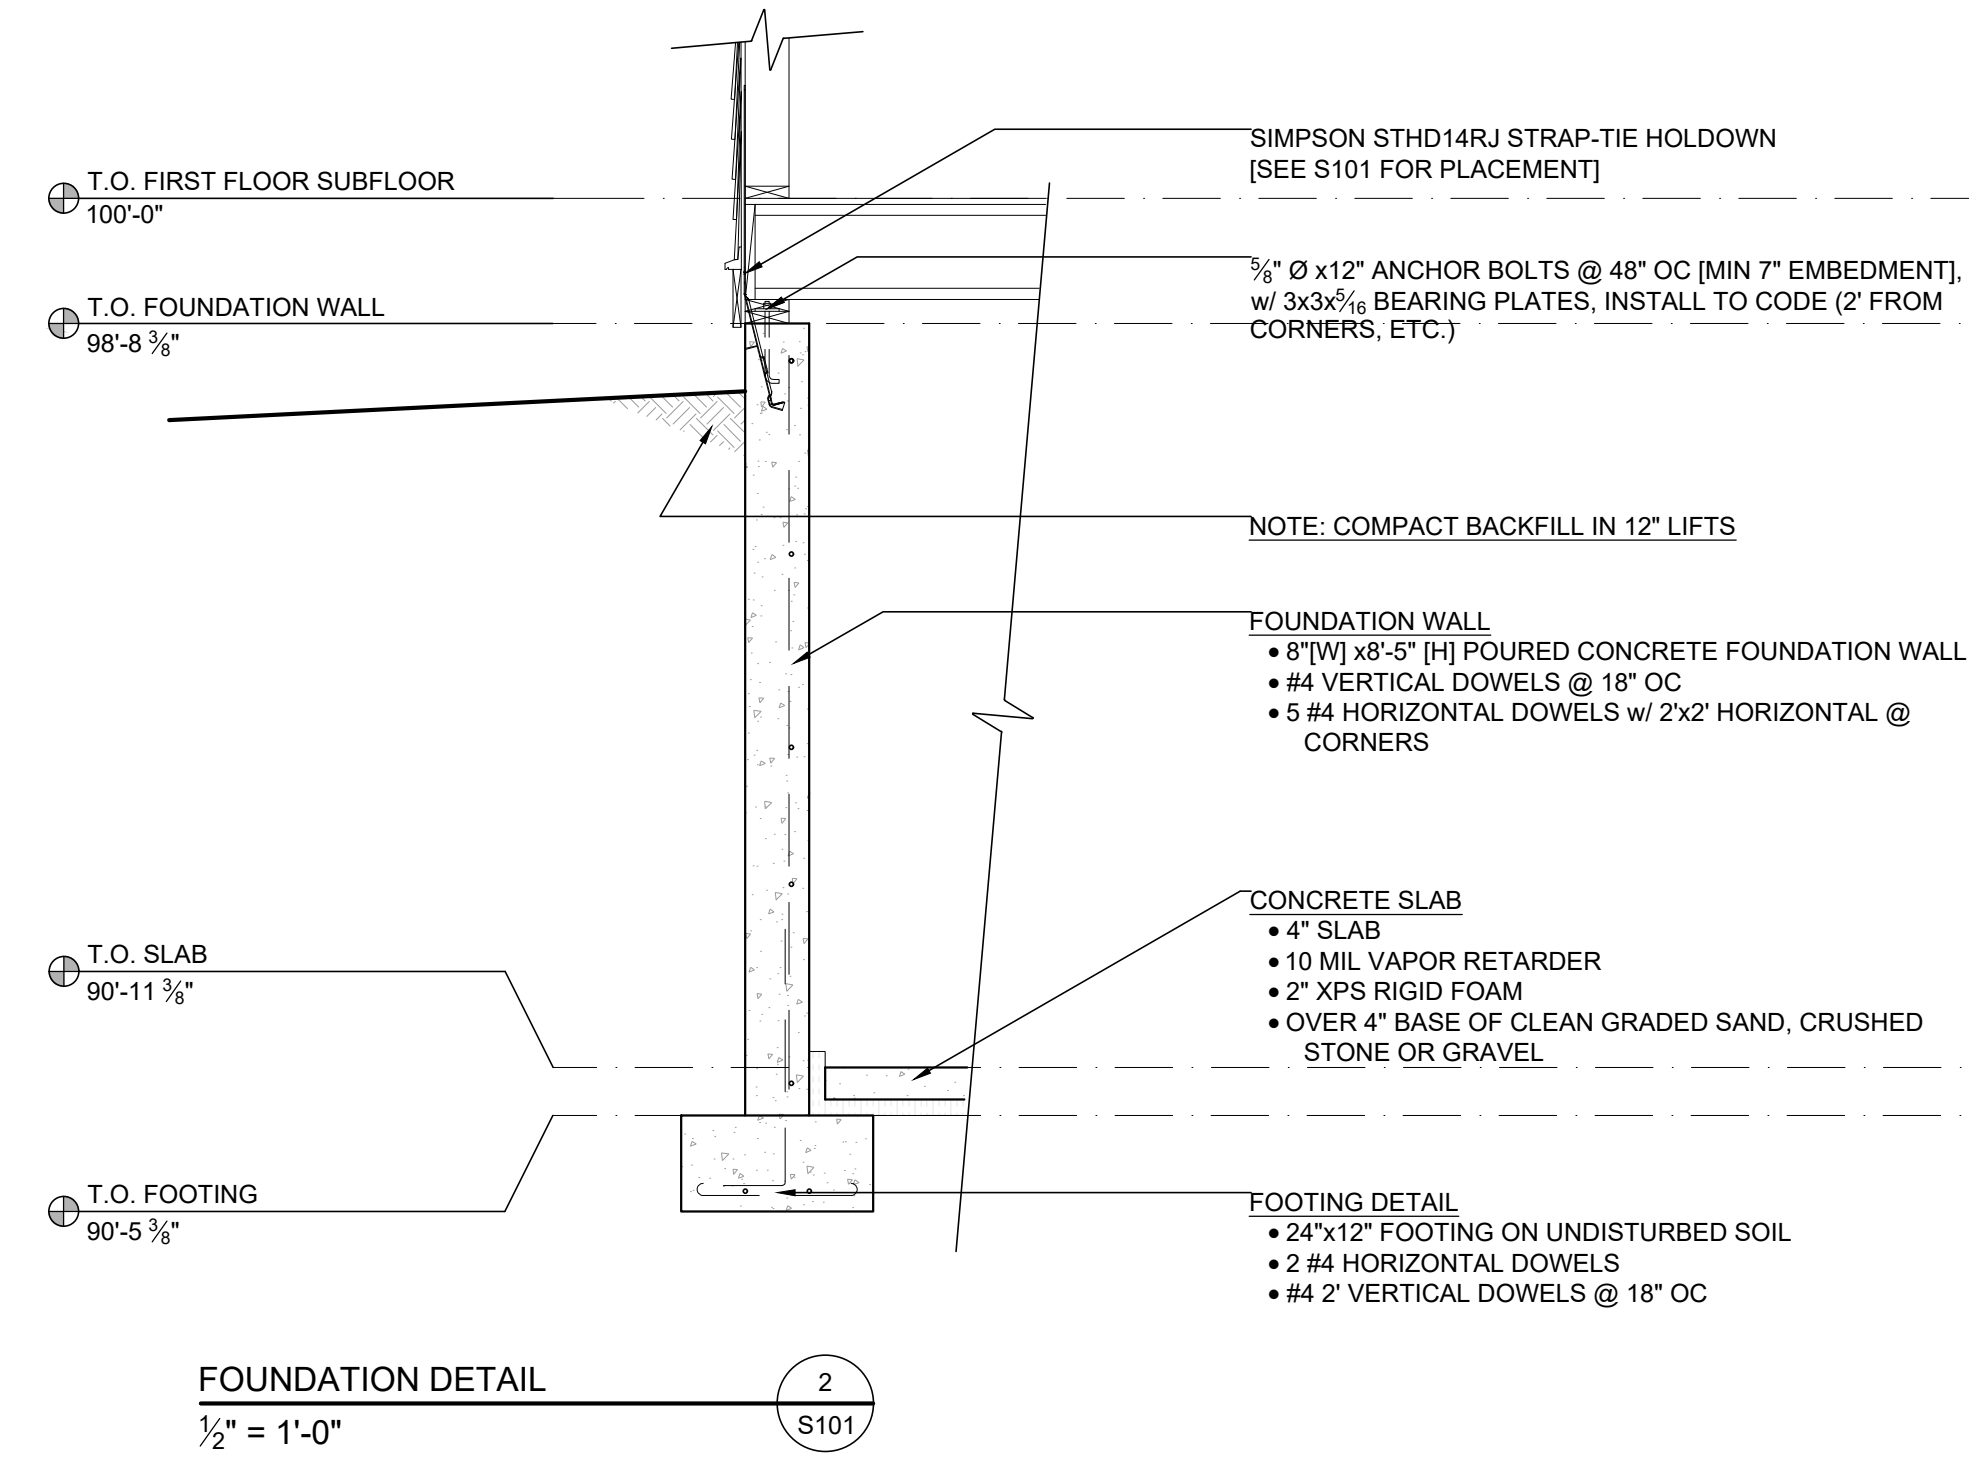 SIMPSON STHD14RJ STRAP-TIE HOLDOWN
[SEE S101 FOR PLACEMENT]
T.O. FIRST FLOOR SUBFLOOR
100'-0"
⅝" Ø x12" ANCHOR BOLTS @ 48" OC [MIN 7" EMBEDMENT],
w/ 3x3x5⁄16 BEARING PLATES, INSTALL TO CODE (2' FROM
CORNERS, ETC.)
T.O. FOUNDATION WALL
98'-8 ⅜"
NOTE: COMPACT BACKFILL IN 12" LIFTS
FOUNDATION WALL
• 8"[W] x8'-5" [H] POURED CONCRETE FOUNDATION WALL
• #4 VERTICAL DOWELS @ 18" OC
• 5 #4 HORIZONTAL DOWELS w/ 2'x2' HORIZONTAL @
CORNERS
CONCRETE SLAB
• 4" SLAB
• 10 MIL VAPOR RETARDER
• 2" XPS RIGID FOAM
• OVER 4" BASE OF CLEAN GRADED SAND, CRUSHED
STONE OR GRAVEL
T.O. SLAB
90'-11 ⅜"
T.O. FOOTING
90'-5 ⅜"
FOOTING DETAIL
• 24"x12" FOOTING ON UNDISTURBED SOIL
• 2 #4 HORIZONTAL DOWELS
• #4 2' VERTICAL DOWELS @ 18" OC
FOUNDATION DETAIL
½" = 1'-0"
2
S101